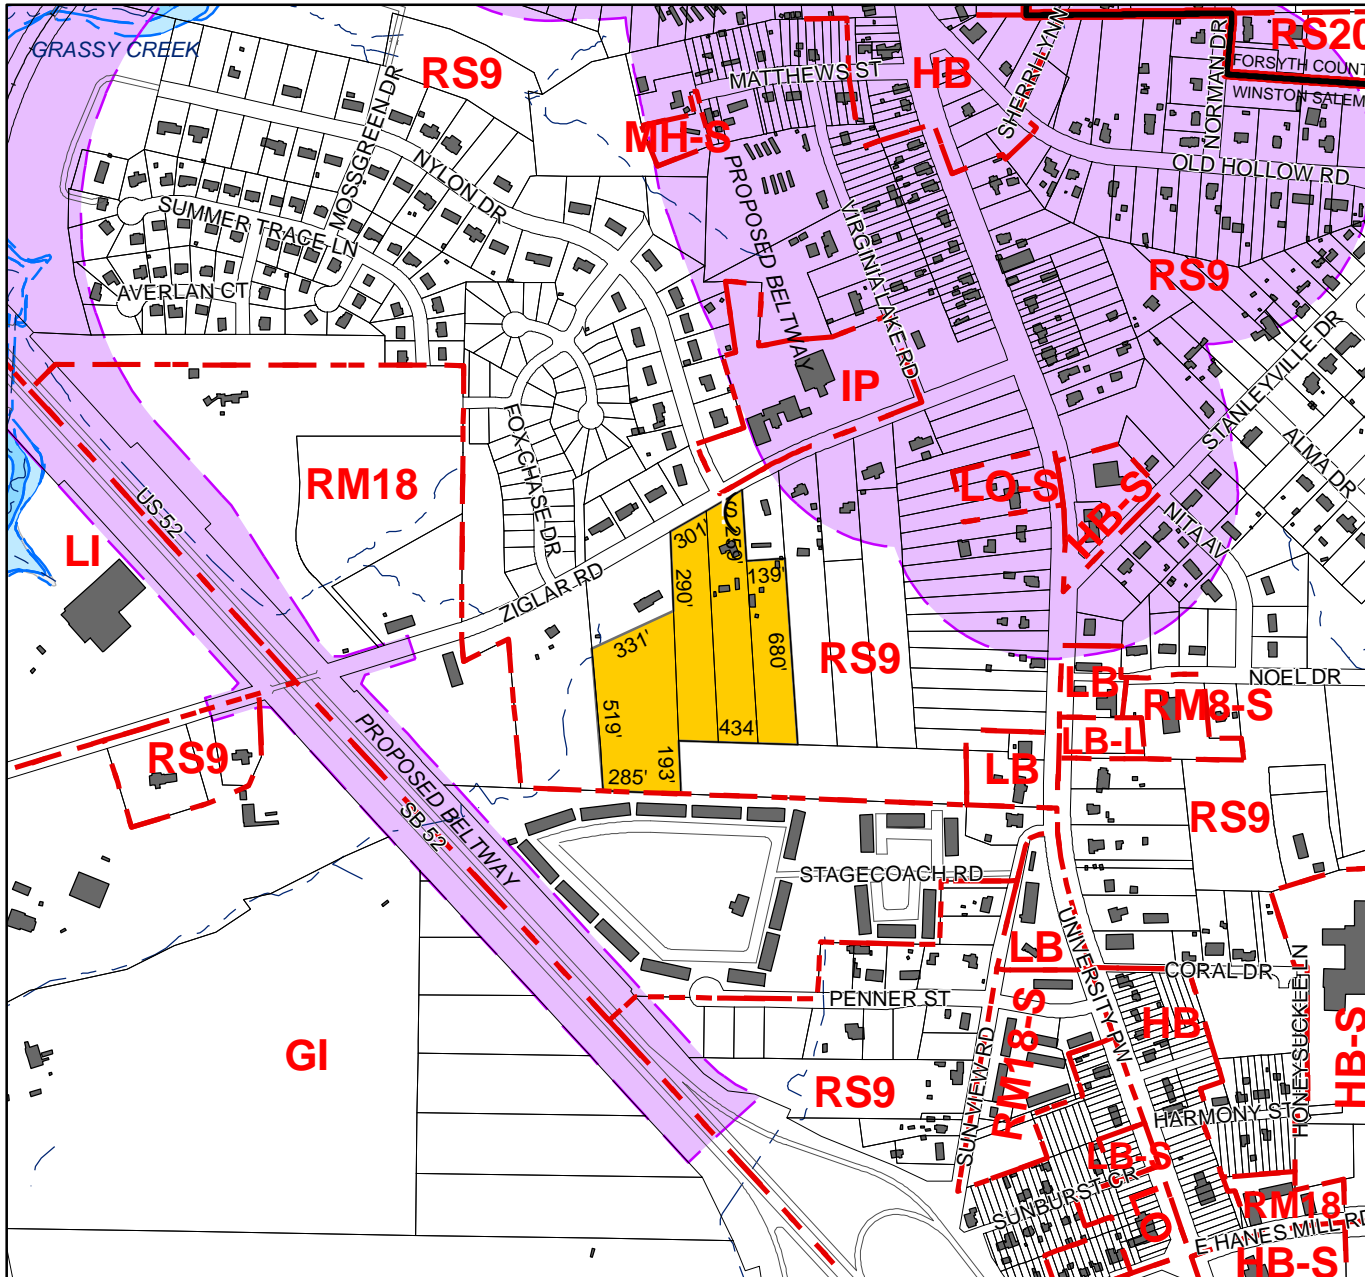 GRASSY CREEK
RS9
MATTHEWS ST
HB
SHERRI LYNN
NORMAN DR
RS20
FORSYTH COUNT
WINSTON SALEM
MH-S
MOSSGREEN DR
NYLON DR
PROPOSED BELTWAY
OLD HOLLOW RD
SUMMER TRACE LN
VIRGINIA LAKE RD
AVERLAN CT
RS9
STANLEYVILLE DR
IP
FOX CHASE DR
ALMA DR
RM18
LO-S
HB-S
US 52
NITA AV
LI
ZIGLAR RD
301'
S
259'
290'
139'
331'
680'
RS9
519'
434'
193'
285'
LB
NOEL DR
RM8-S
LB-L
RS9
PROPOSED BELTWAY
SB 52
LB
RS9
STAGECOACH RD
UNIVERSITY PW
LB
CORAL DR
HONEYSUCKLE LN
PENNER ST
RM18-S
HB
HB-S
GI
RS9
SUN VIEW RD
HARMONY ST
LB-S
SUNBURST CR
LO
RM18
E HANES MILL RD
HB-S